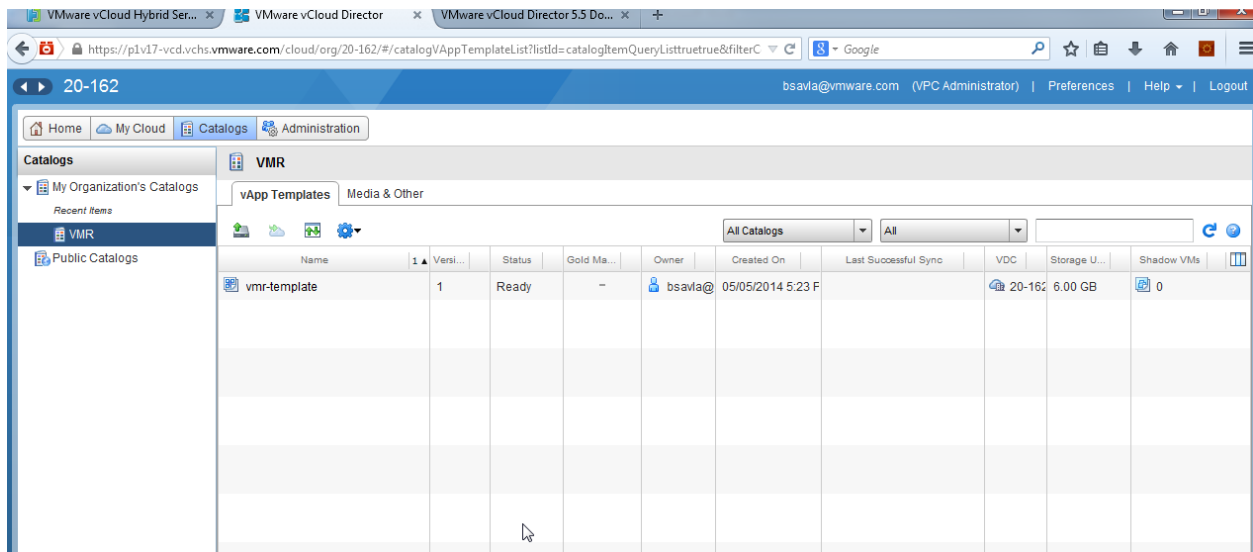 VMware vCloud Hybrid Ser... VMware vCloud Director VMware vCloud Director 5.5 Do...
https://p1v17-vcd.vchs.vmware.com/cloud/org/20-162/#/catalogVAppTemplateList?listId=catalogItemQueryListtruetrue&filterC Google
20-162 bsavla@vmware.com (VPC Administrator) | Preferences | Help | Logout
Home My Cloud Catalogs Administration
Catalogs VMR
My Organization's Catalogs vApp Templates Media & Other
Recent Items
VMR All Catalogs All
Public Catalogs Name 1 Versi... Status Gold Ma... Owner Created On Last Successful Sync VDC Storage U... Shadow VMs
vmr-template 1 Ready – bsavla@ 05/05/2014 5:23 F 20-162 6.00 GB 0